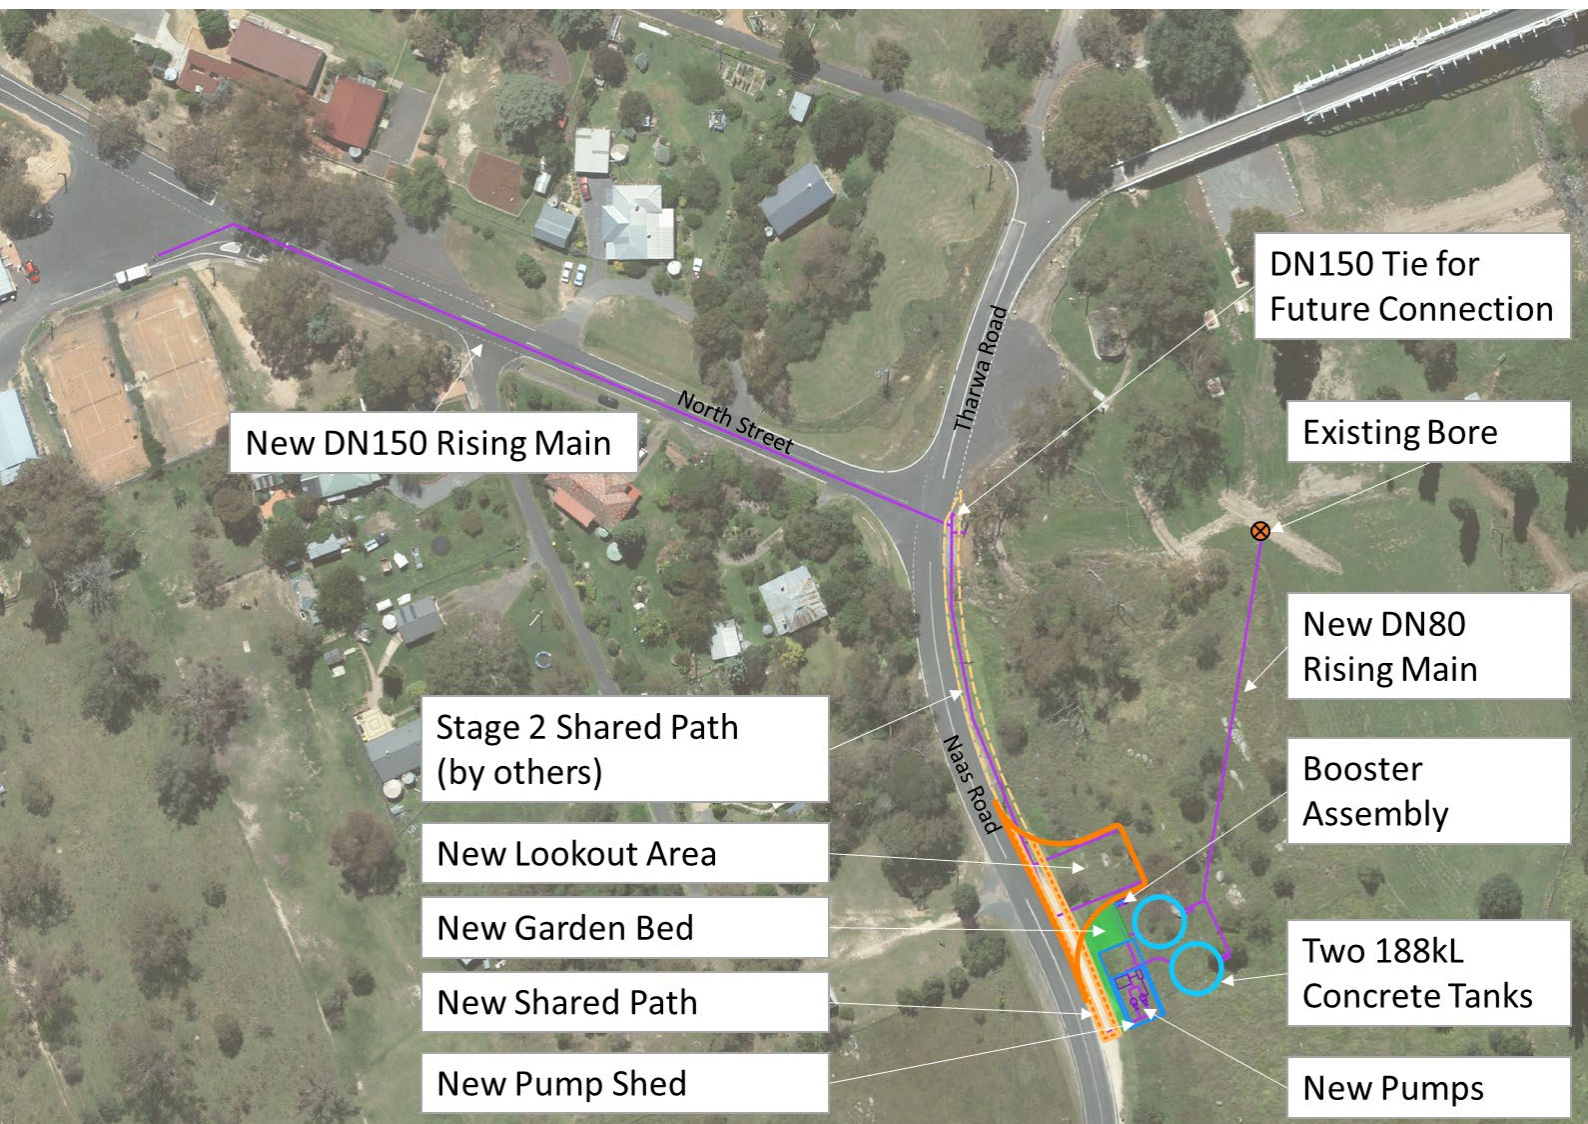 DN150 Tie for
Future Connection
Tharwa Road
North Street
New DN150 Rising Main
Existing Bore
New DN80
Rising Main
Stage 2 Shared Path
(by others)
Naas Road
Booster
Assembly
New Lookout Area
New Garden Bed
Two 188kL
Concrete Tanks
New Shared Path
New Pump Shed
New Pumps